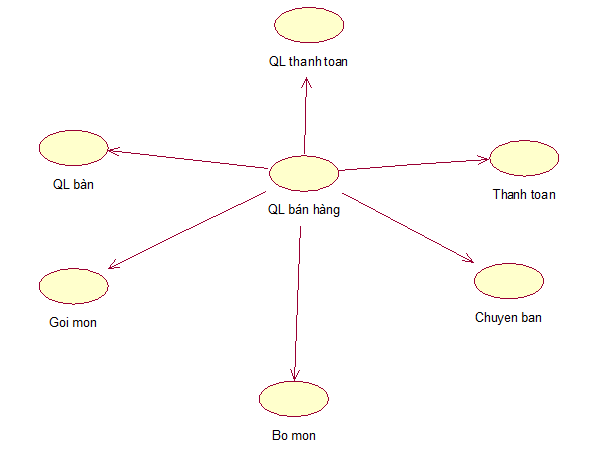 QL thanh toan
QL bàn
Thanh toan
QL bán hàng
Goi mon
Chuyen ban
Bo mon